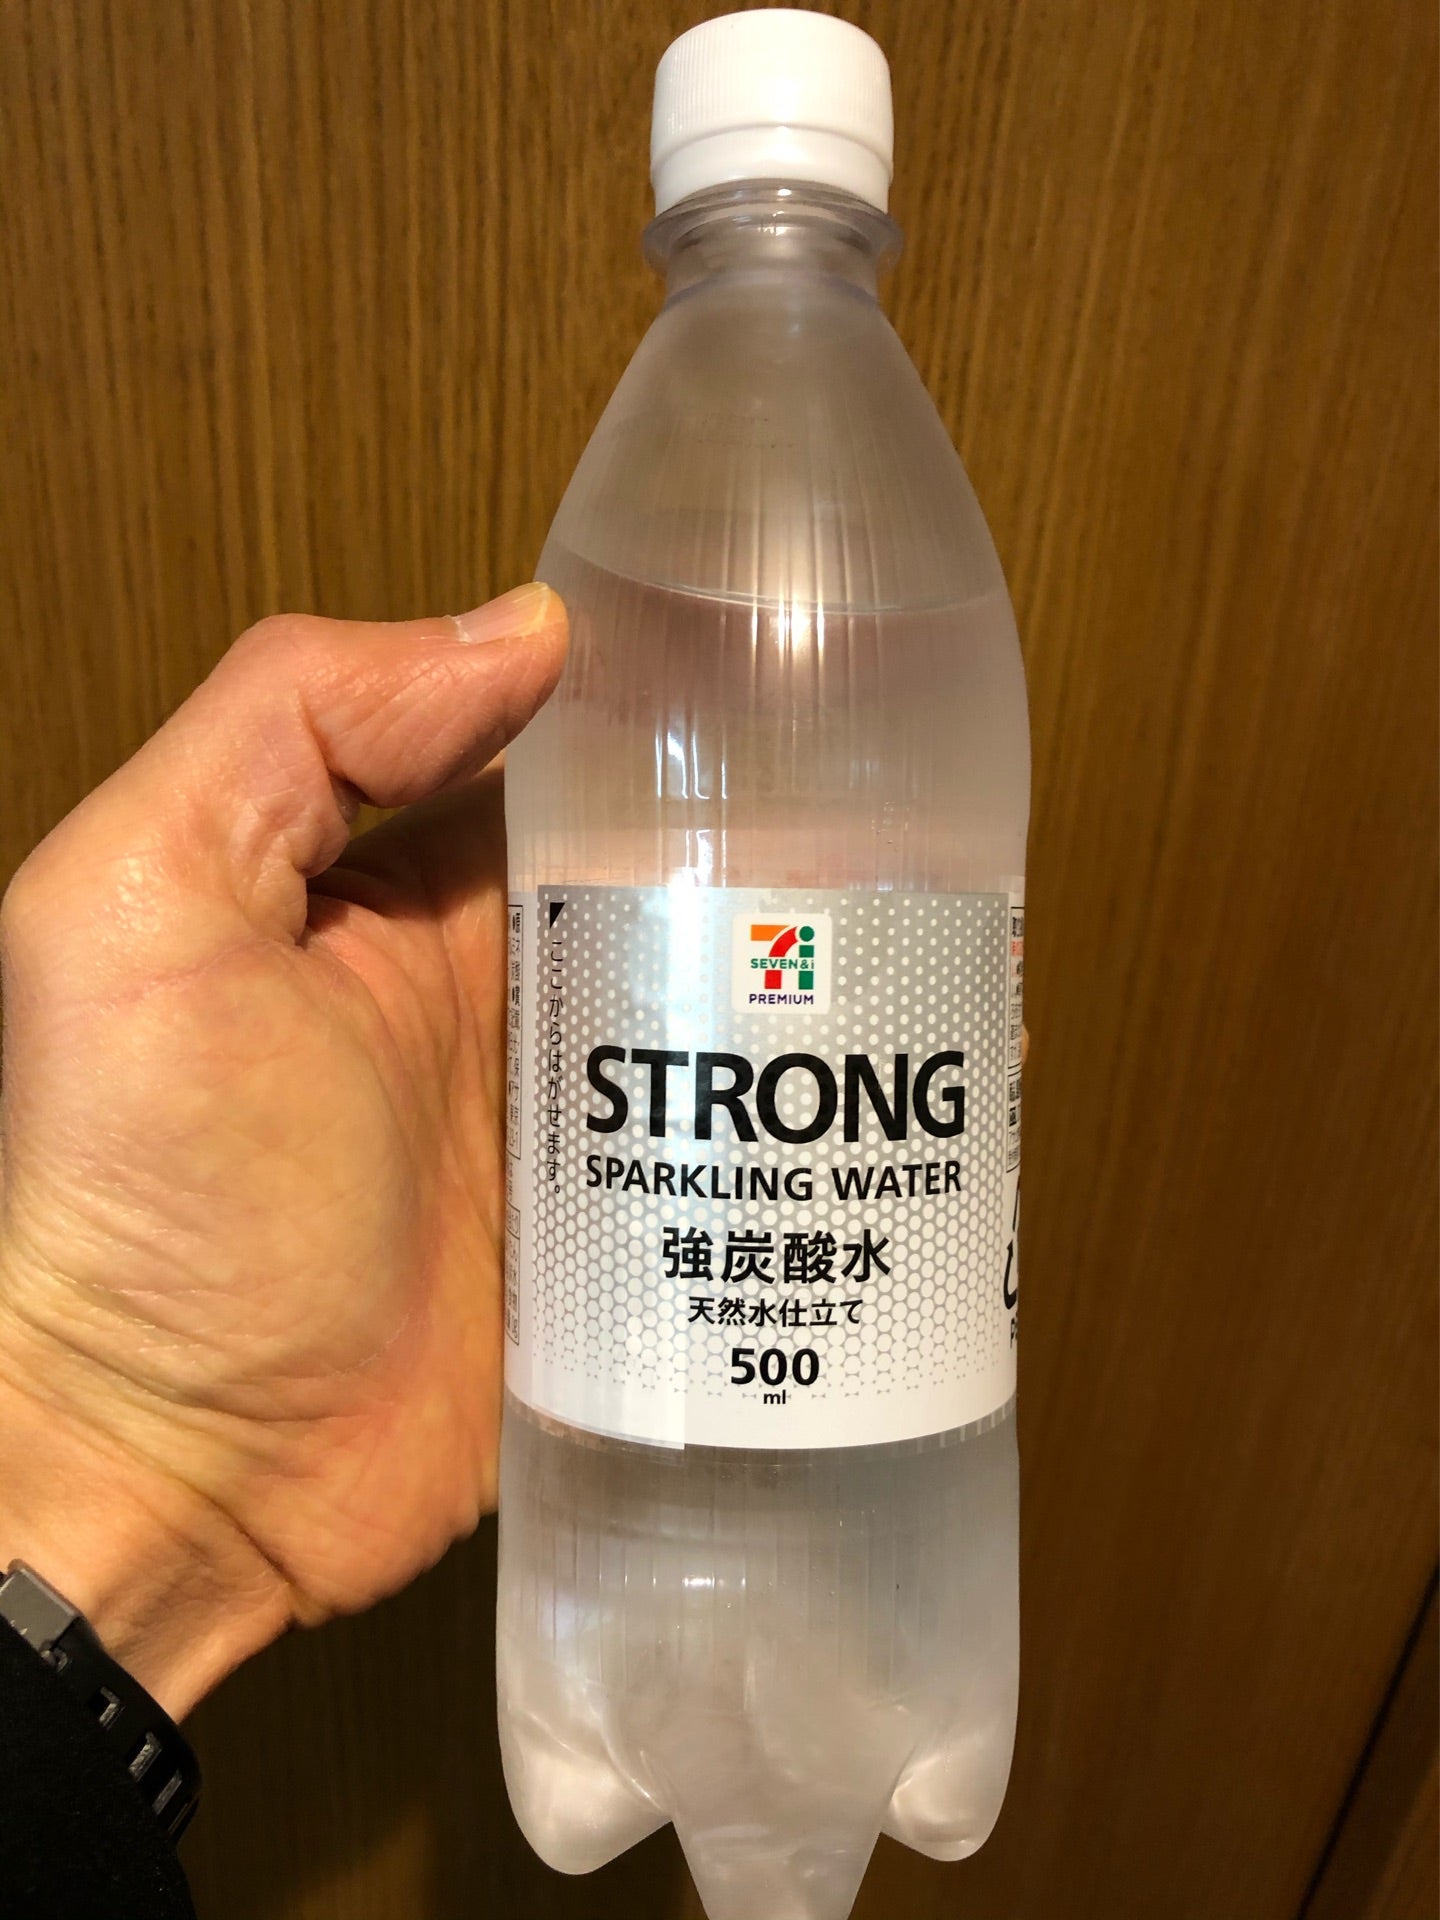 7i
SEVEN&i
PREMIUM
ここからはがせます。
STRONG
SPARKLING WATER
強炭酸水
天然水仕立て
500
ml